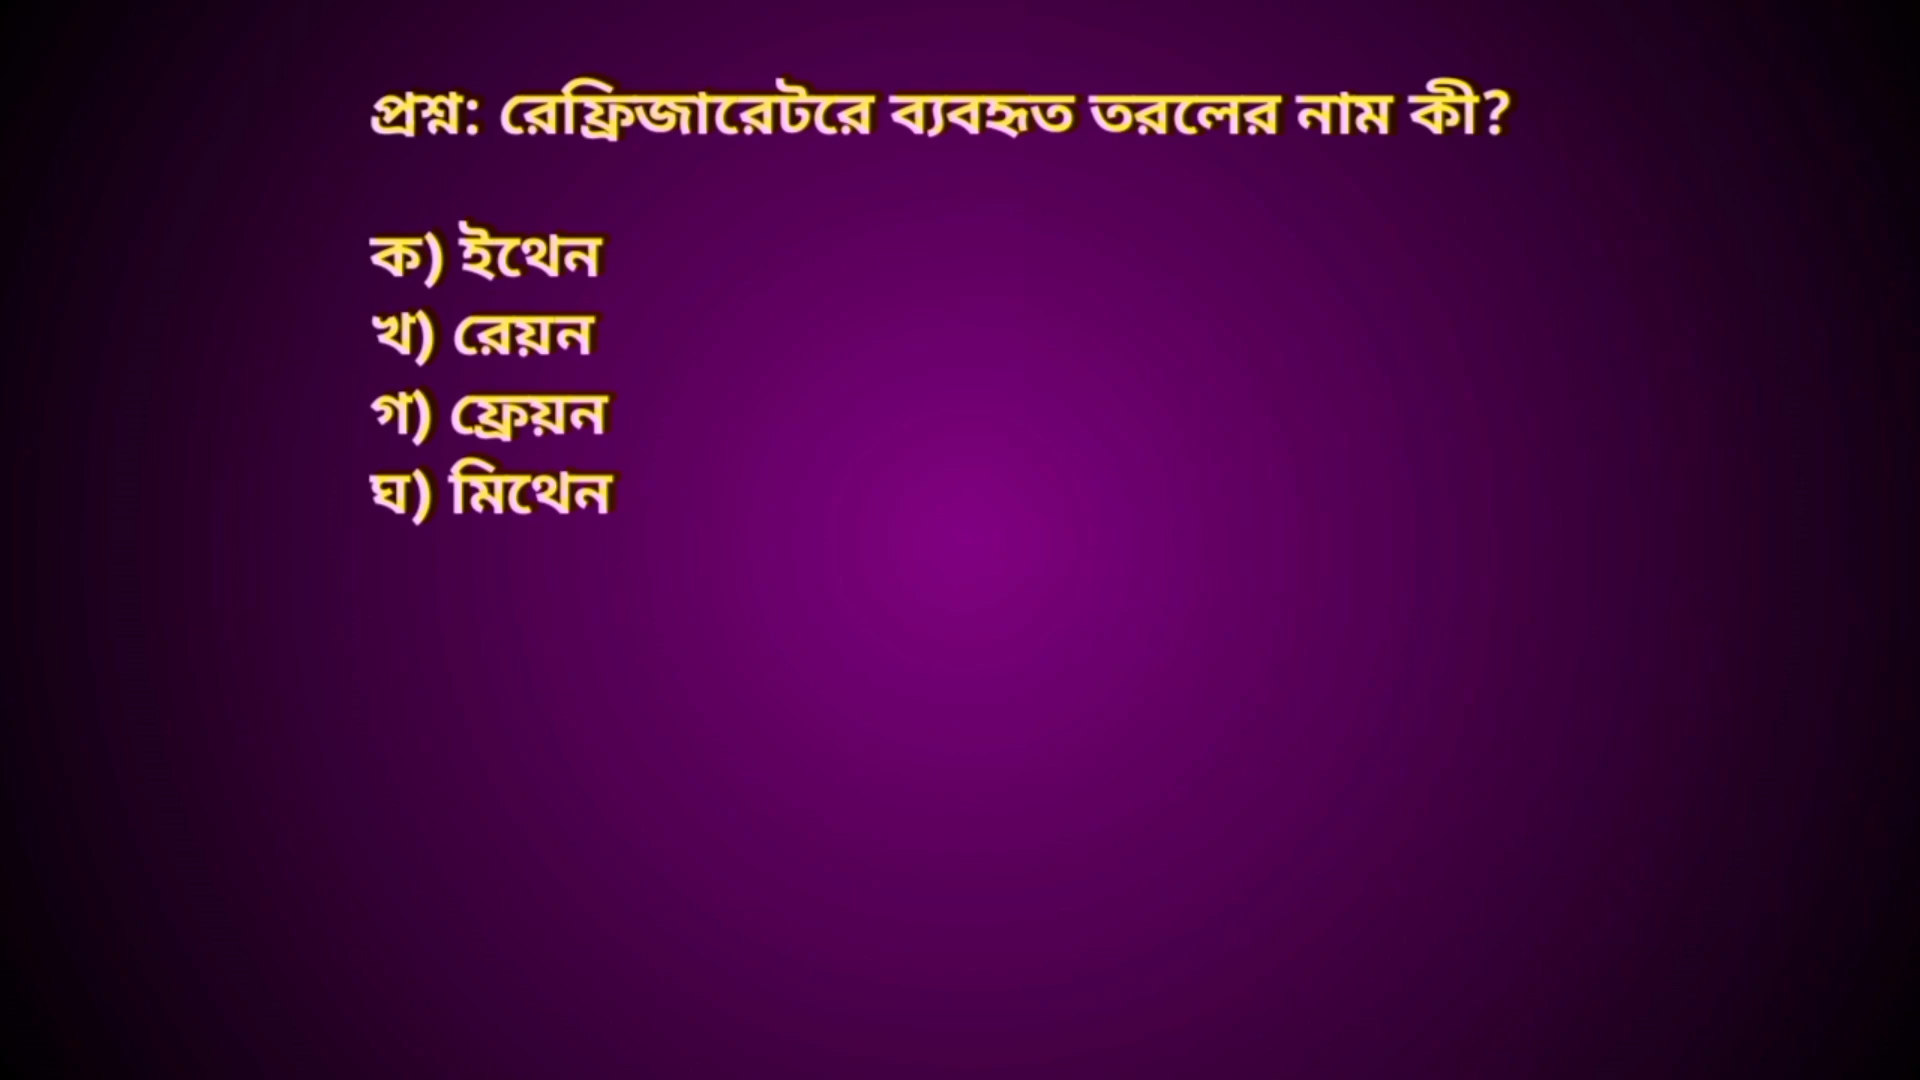 প্রশ্ন: রেফ্রিজারেটরে ব্যবহৃত তরলের নাম কী?
ক) ইথেন
খ) রেয়ন
গ) ফ্রেয়ন
ঘ) মিথেন